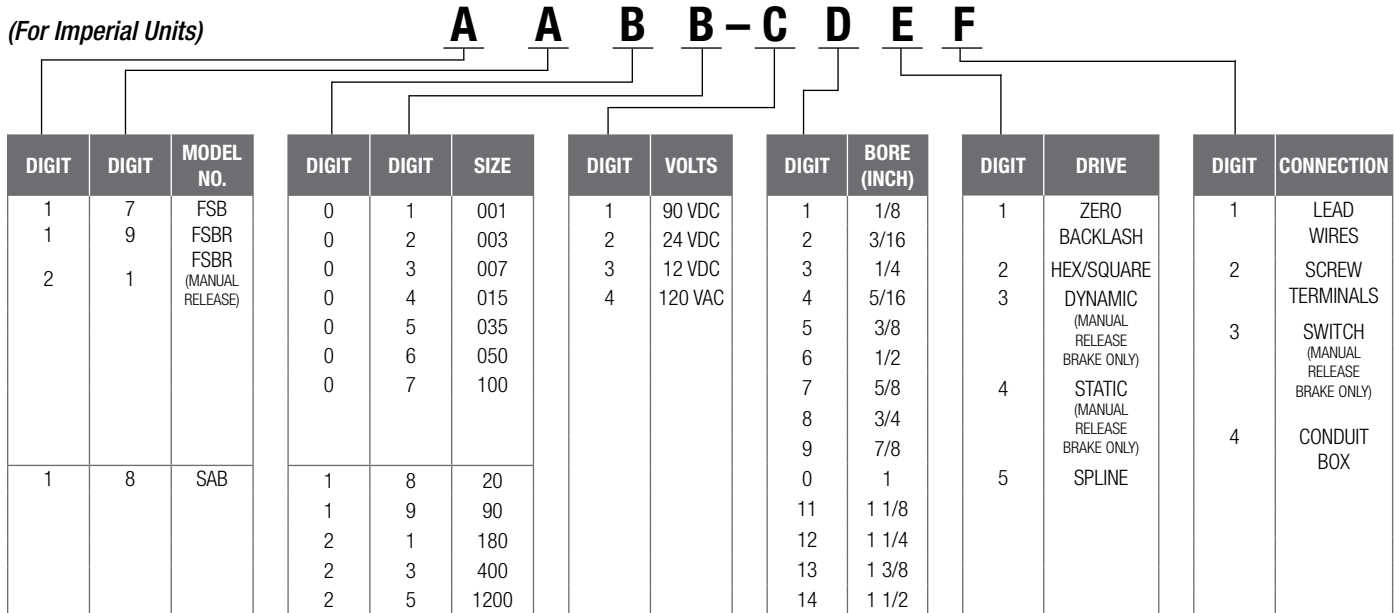 (For Imperial Units) A A B B – C D E F
DIGIT DIGIT MODEL NO.
1 7 FSB
1 9 FSBR
2 1 FSBR (MANUAL RELEASE)
1 8 SAB
DIGIT DIGIT SIZE
0 1 001
0 2 003
0 3 007
0 4 015
0 5 035
0 6 050
0 7 100
1 8 20
1 9 90
2 1 180
2 3 400
2 5 1200
DIGIT VOLTS
1 90 VDC
2 24 VDC
3 12 VDC
4 120 VAC
DIGIT BORE (INCH)
1 1/8
2 3/16
3 1/4
4 5/16
5 3/8
6 1/2
7 5/8
8 3/4
9 7/8
0 1
11 1 1/8
12 1 1/4
13 1 3/8
14 1 1/2
DIGIT DRIVE
1 ZERO
BACKLASH
2 HEX/SQUARE
3 DYNAMIC
(MANUAL
RELEASE
BRAKE ONLY)
4 STATIC
(MANUAL
RELEASE
BRAKE ONLY)
5 SPLINE
DIGIT CONNECTION
1 LEAD
WIRES
2 SCREW
TERMINALS
3 SWITCH
(MANUAL
RELEASE
BRAKE ONLY)
4 CONDUIT
BOX